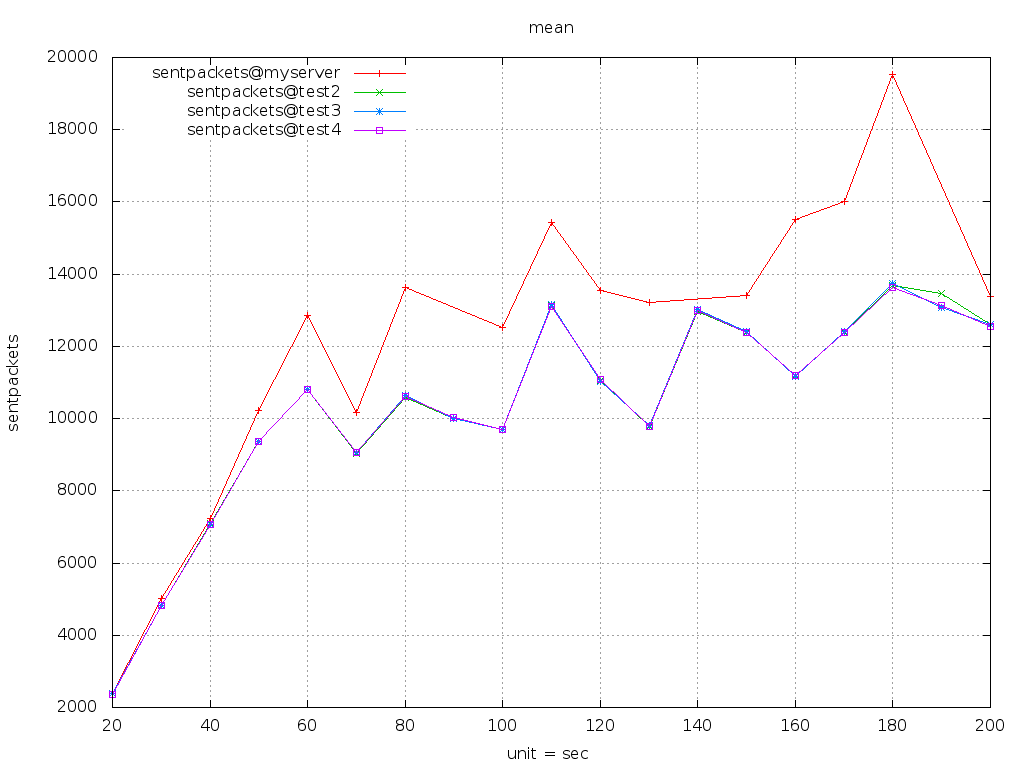 mean
20000
18000
16000
14000
12000
10000
8000
6000
4000
2000
sentpackets@myserver
sentpackets@test2
sentpackets@test3
sentpackets@test4
sentpackets
20 40 60 80 100 120 140 160 180 200
unit = sec